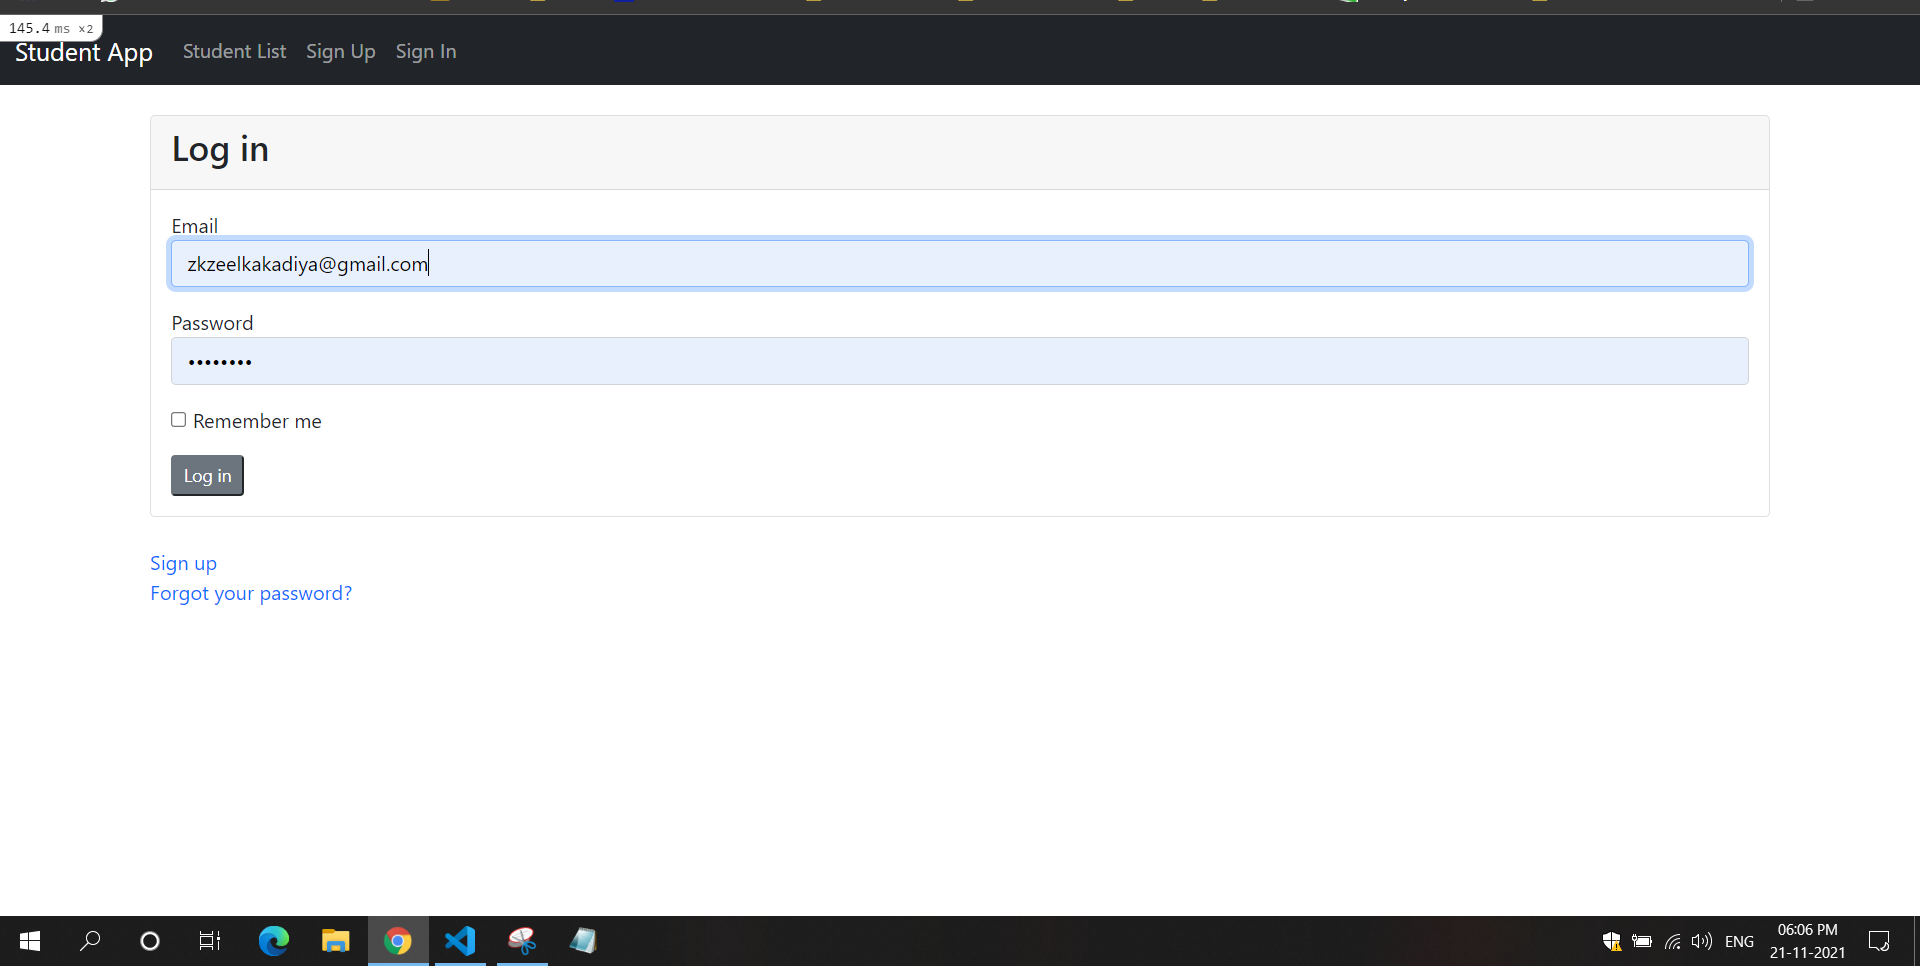 145.4 ms ×2
Student App Student List Sign Up Sign In
Log in
Email
zkzeelkakadiya@gmail.com
Password
••••••••
Remember me
Log in
Sign up
Forgot your password?
ENG
06:06 PM
21-11-2021